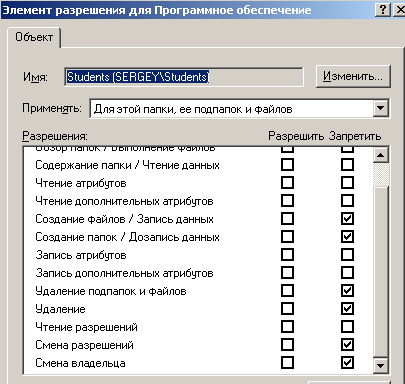 Элемент разрешения для Программное обеспечение
Объект
Имя: Students (SERGEY\Students) Изменить...
Применять: Для этой папки, ее подпапок и файлов
Разрешения: Разрешить Запретить
Обзор папок / Выполнение файлов
Содержание папки / Чтение данных
Чтение атрибутов
Чтение дополнительных атрибутов
Создание файлов / Запись данных
Создание папок / Дозапись данных
Запись атрибутов
Запись дополнительных атрибутов
Удаление подпапок и файлов
Удаление
Чтение разрешений
Смена разрешений
Смена владельца